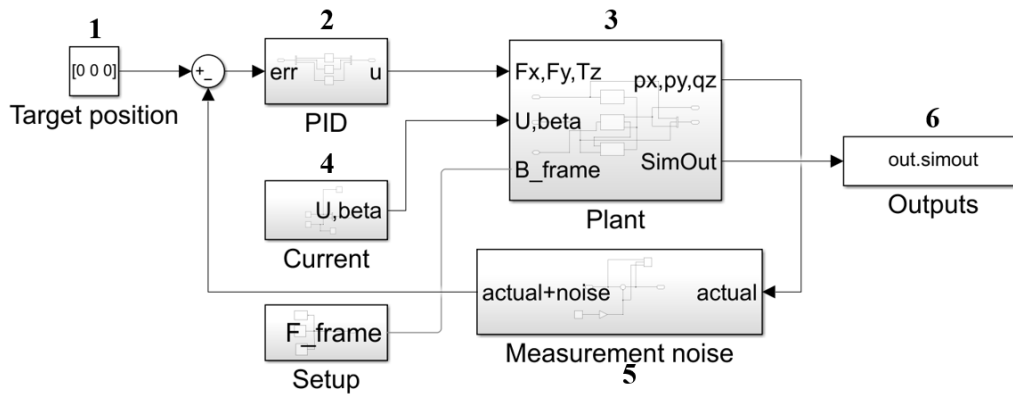 1
2
3
[0 0 0]
Target position
+
-
err
u
PID
4
U,beta
Current
Fx,Fy,Tz
U,beta
B_frame
px,py,qz
SimOut
Plant
6
out.simout
Outputs
actual+noise
actual
Measurement noise
5
F_frame
Setup